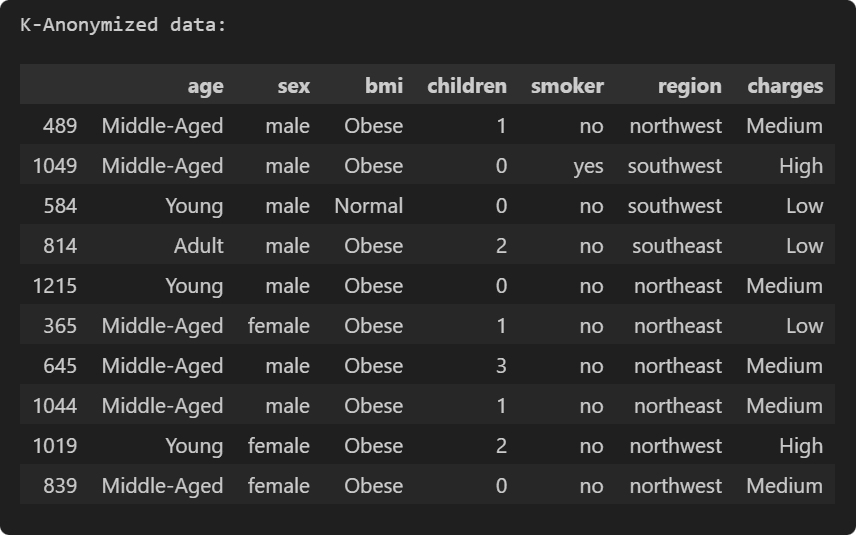 K-Anonymized data:
age sex bmi children smoker region charges
489 Middle-Aged male Obese 1 no northwest Medium
1049 Middle-Aged male Obese 0 yes southwest High
584 Young male Normal 0 no southwest Low
814 Adult male Obese 2 no southeast Low
1215 Young male Obese 0 no northeast Medium
365 Middle-Aged female Obese 1 no northeast Low
645 Middle-Aged male Obese 3 no northeast Medium
1044 Middle-Aged male Obese 1 no northeast Medium
1019 Young female Obese 2 no northwest High
839 Middle-Aged female Obese 0 no northwest Medium